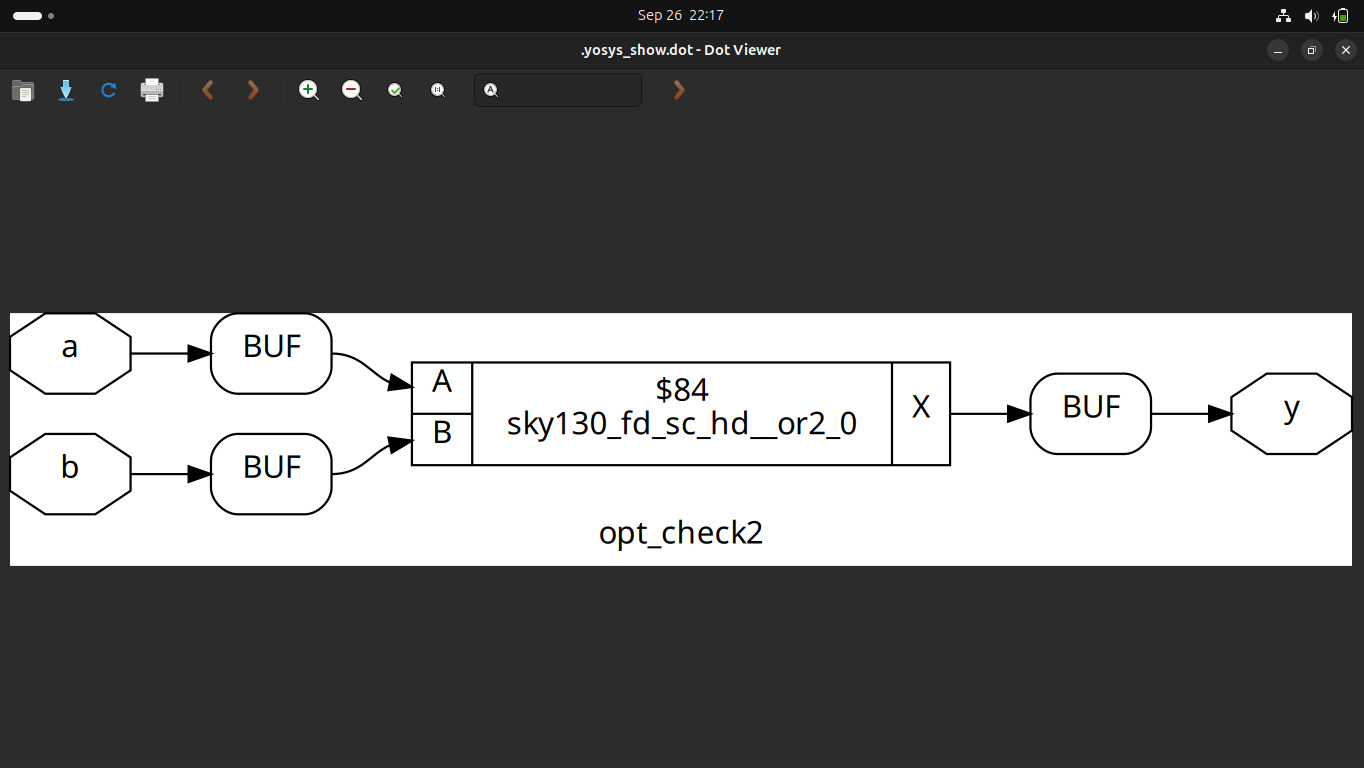 Sep 26 22:17
.yosys_show.dot - Dot Viewer
a
BUF
A
$84
sky130_fd_sc_hd__or2_0
X
BUF
y
b
BUF
B
opt_check2